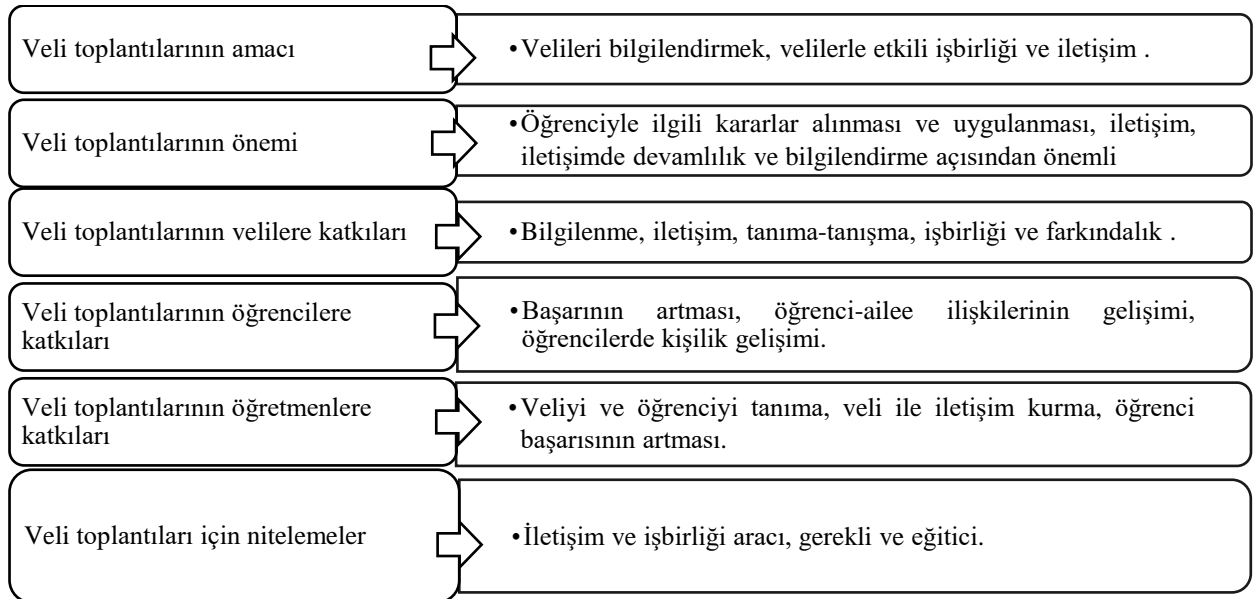 Veli toplantılarının amacı
•Velileri bilgilendirmek, velilerle etkili işbirliği ve iletişim .
Veli toplantılarının önemi
•Öğrenciyle ilgili kararlar alınması ve uygulanması, iletişim,
iletişimde devamlılık ve bilgilendirme açısından önemli
Veli toplantılarının velilere katkıları
•Bilgilenme, iletişim, tanıma-tanışma, işbirliği ve farkındalık .
Veli toplantılarının öğrencilere
katkıları
•Başarının artması, öğrenci-ailee ilişkilerinin gelişimi,
öğrencilerde kişilik gelişimi.
Veli toplantılarının öğretmenlere
katkıları
•Veliyi ve öğrenciyi tanıma, veli ile iletişim kurma, öğrenci
başarısının artması.
Veli toplantıları için nitelemeler
•İletişim ve işbirliği aracı, gerekli ve eğitici.